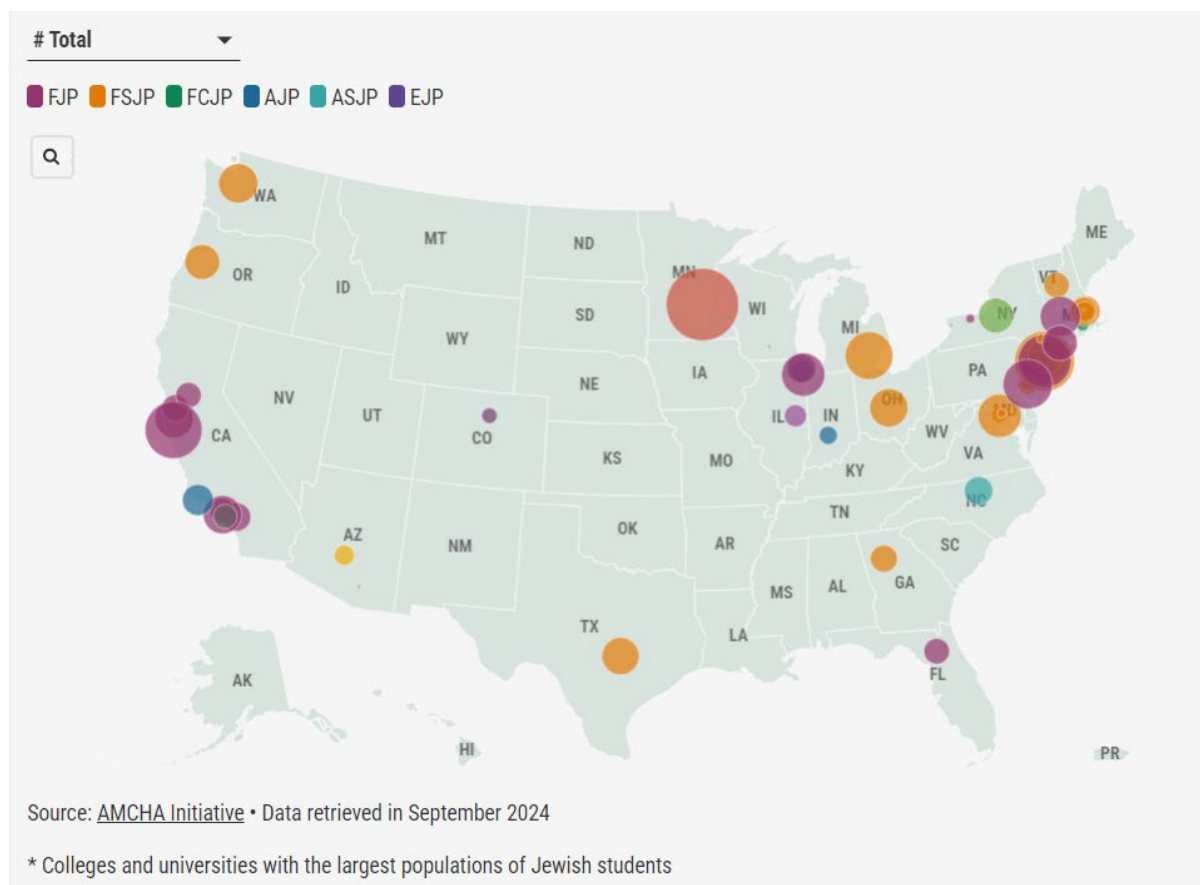 # Total
FJP FSJP FCJP AJP ASJP EJP
WA
ME
MT
ND
VT
OR
MN
ID
SD
WI
NY
M
WY
MI
IA
PA
NE
NV
OH
MD
UT
IL
IN
CA
CO
WV
KS
VA
MO
KY
NC
TN
OK
AZ
NM
AR
SC
MS
AL
GA
TX
LA
FL
AK
HI
PR
Source: AMCHA Initiative • Data retrieved in September 2024
* Colleges and universities with the largest populations of Jewish students